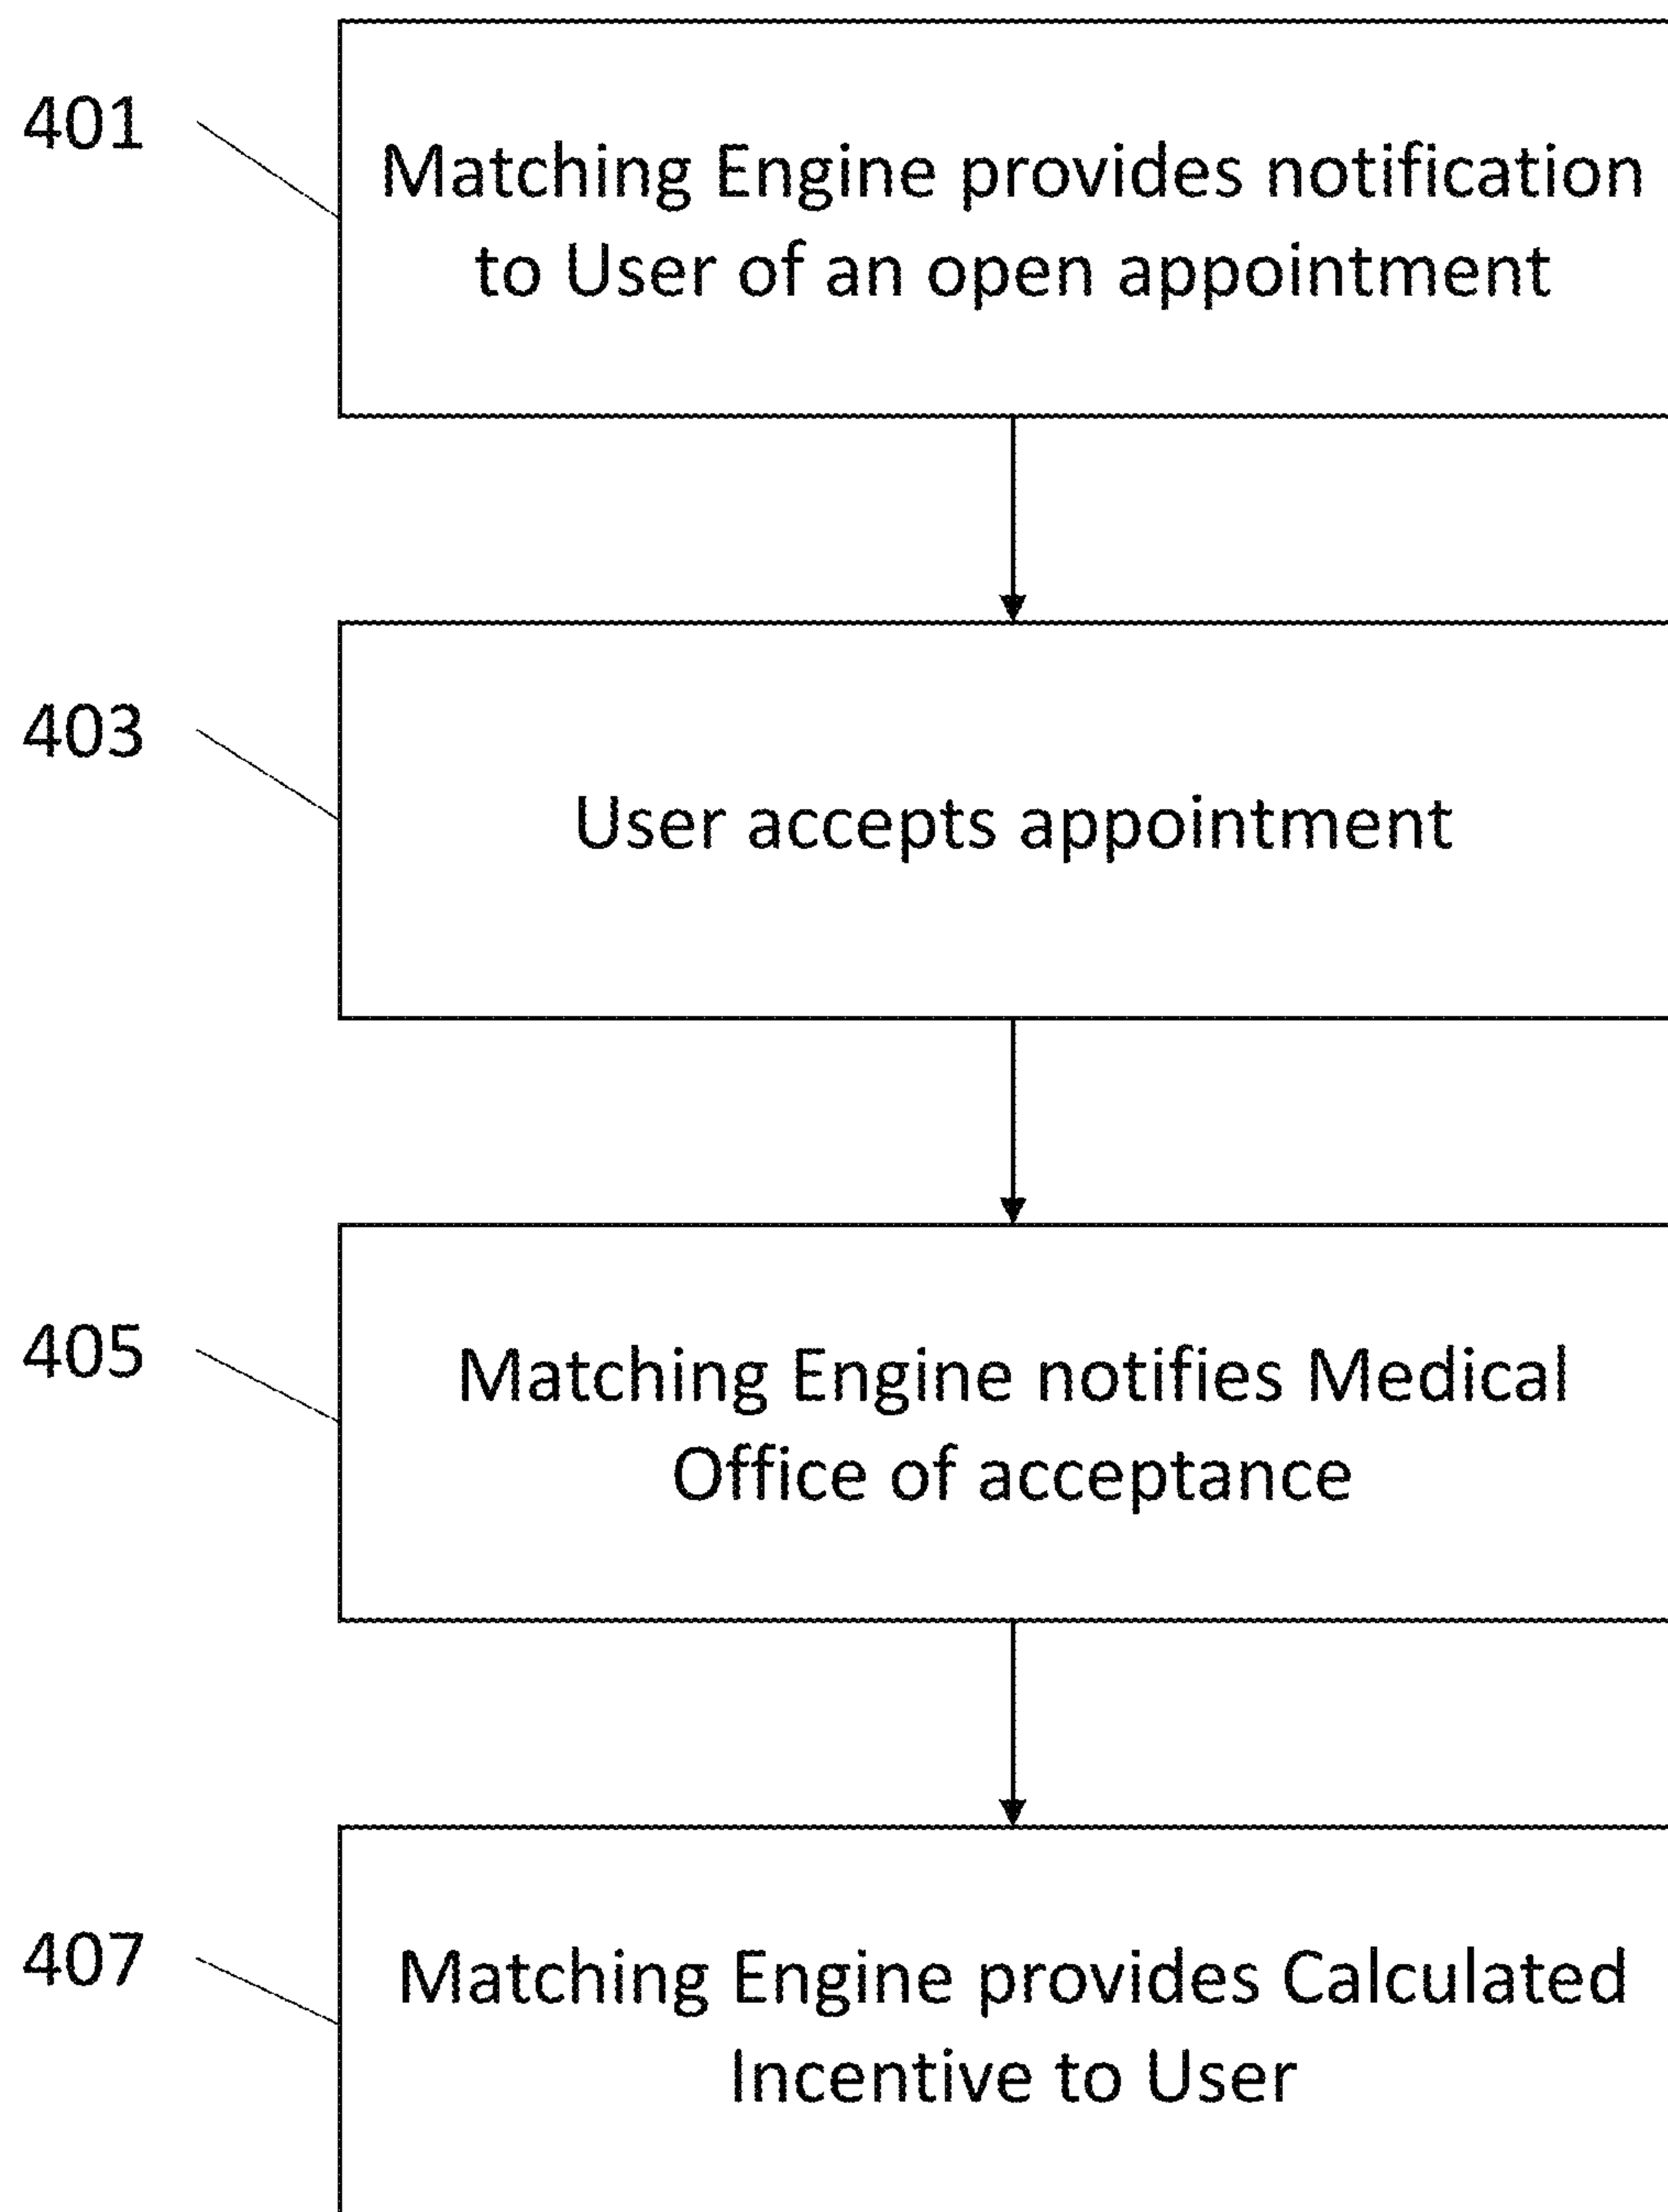 401
Matching Engine provides notification
to User of an open appointment
403
User accepts appointment
405
Matching Engine notifies Medical
Office of acceptance
407
Matching Engine provides Calculated
Incentive to User